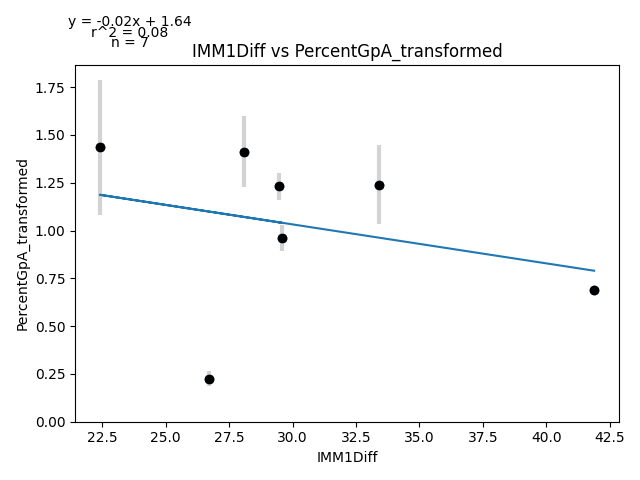 y = -0.02x + 1.64
r^2 = 0.08
n = 7
IMM1Diff vs PercentGpA_transformed
PercentGpA_transformed
1.75
1.50
1.25
1.00
0.75
0.50
0.25
0.00
22.5 25.0 27.5 30.0 32.5 35.0 37.5 40.0 42.5
IMM1Diff